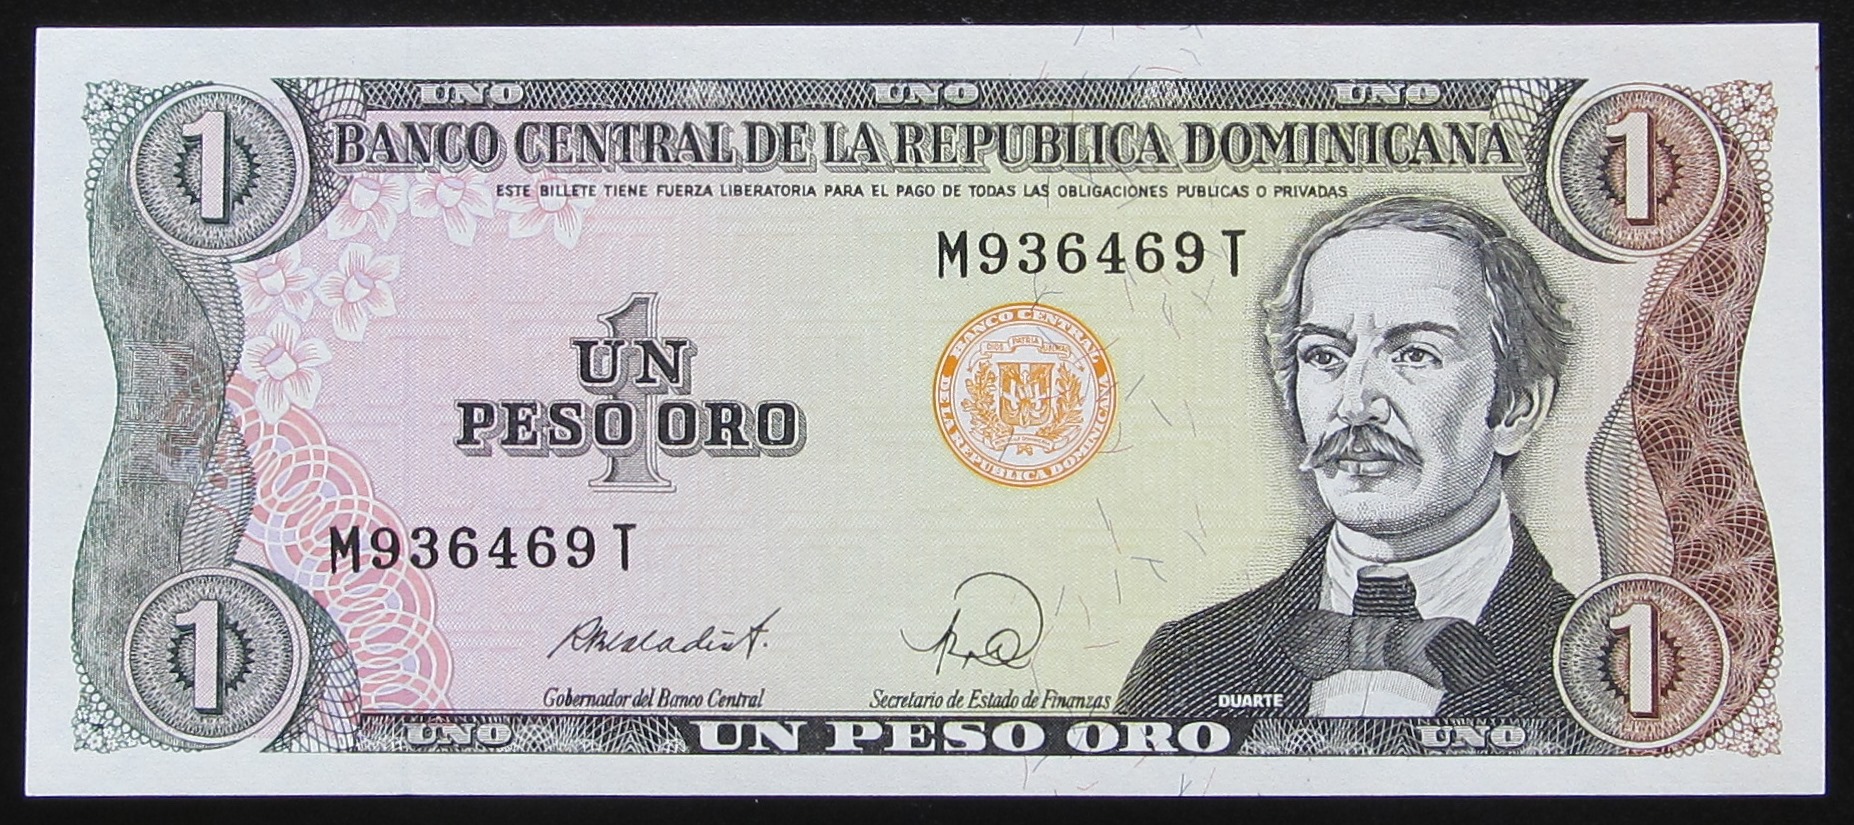 UNO UNO UNO
1 1
BANCO CENTRAL DE LA REPUBLICA DOMINICANA
ESTE BILLETE TIENE FUERZA LIBERATORIA PARA EL PAGO DE TODAS LAS OBLIGACIONES PUBLICAS O PRIVADAS
M936469T
1
UN
PESO ORO
BANCO CENTRAL
DE LA REPUBLICA DOMINICANA
DIOS PATRIA
M936469T
Gobernador del Banco Central
Secretario de Estado de Finanzas
DUARTE
1 1
UNO UN PESO ORO UNO